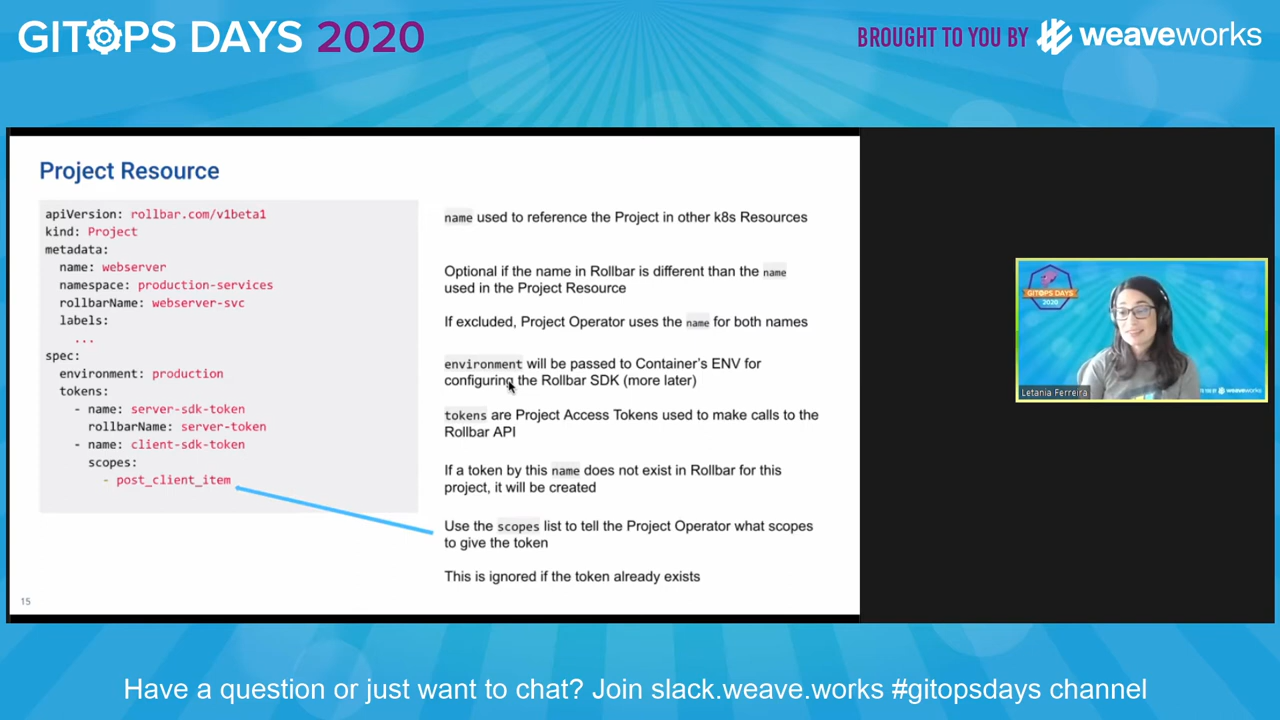 GITOPS DAYS 2020
BROUGHT TO YOU BY weaveworks
Project Resource
apiVersion: rollbar.com/v1beta1
kind: Project
metadata:
name: webserver
namespace: production-services
rollbarName: webserver-svc
labels:
...
spec:
environment: production
tokens:
- name: server-sdk-token
rollbarName: server-token
- name: client-sdk-token
scopes:
- post_client_item
name used to reference the Project in other k8s Resources
Optional if the name in Rollbar is different than the name
used in the Project Resource
If excluded, Project Operator uses the name for both names
environment will be passed to Container's ENV for
configuring the Rollbar SDK (more later)
tokens are Project Access Tokens used to make calls to the
Rollbar API
If a token by this name does not exist in Rollbar for this
project, it will be created
Use the scopes list to tell the Project Operator what scopes
to give the token
This is ignored if the token already exists
15
GITOPS DAYS
2020
Letania Ferreira
TO YOU BY weaveworks
Have a question or just want to chat? Join slack.weave.works #gitopsdays channel